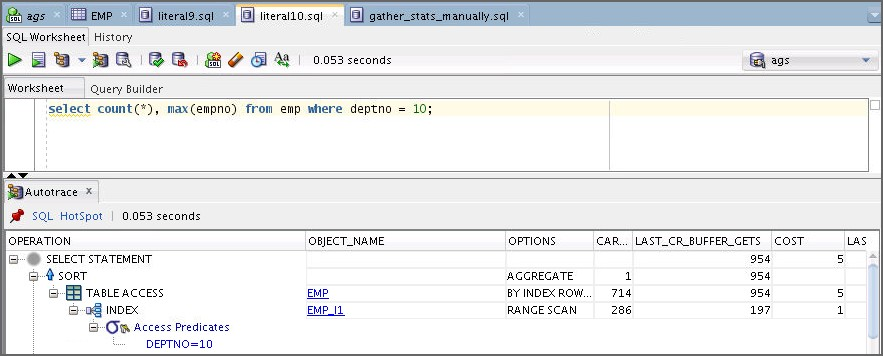 ags EMP literal9.sql literal10.sql gather_stats_manually.sql
SQL Worksheet History
0.053 seconds ags
Worksheet Query Builder
select count(*), max(empno) from emp where deptno = 10;
Autotrace
SQL HotSpot 0.053 seconds
OPERATION OBJECT_NAME OPTIONS CAR... LAST_CR_BUFFER_GETS COST LAS
SELECT STATEMENT 954 5
SORT AGGREGATE 1 954
TABLE ACCESS EMP BY INDEX ROW... 714 954 5
INDEX EMP_I1 RANGE SCAN 286 197 1
Access Predicates
DEPTNO=10